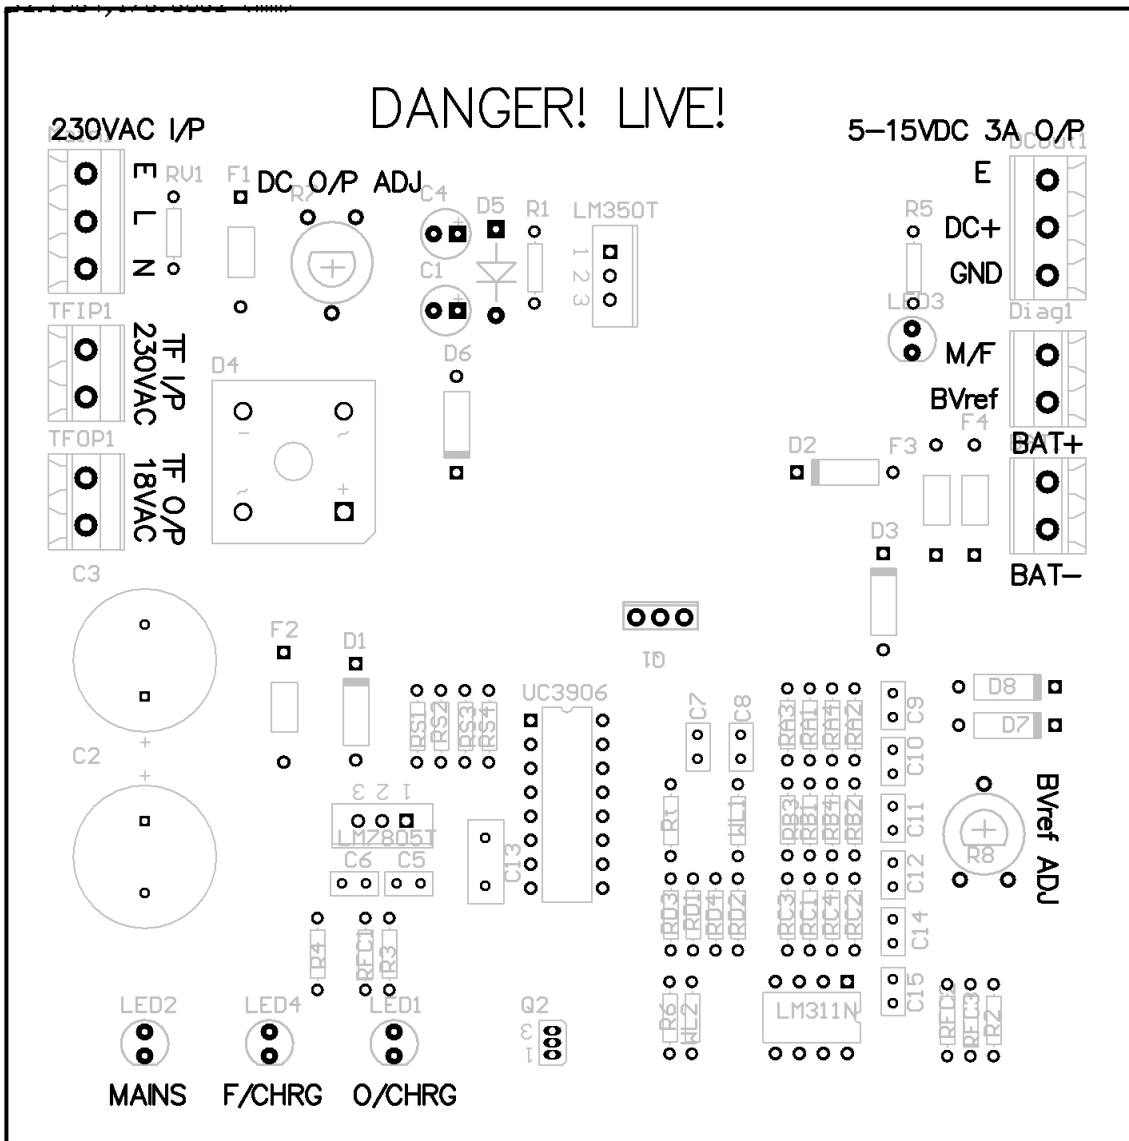 DANGER! LIVE!
230VAC I/P
5-15VDC 3A O/P
DCOut1
E
L
N
RV1
F1
DC O/P ADJ
R7
C4
D5
R1
LM350T
1
2
3
R5
E
DC+
GND
C1
TFIP1
TF I/P
230VAC
LED3
Diag1
M/F
BVref
D4
D6
-
~
~
+
TFOP1
TF O/P
18VAC
D2
F3
F4
BAT+
BAT-
D3
C3
F2
D1
Q1
UC3906
RS1
RS2
RS3
RS4
C7
C8
RA3
RA1
RA4
RA2
C9
D8
D7
C10
C2
3 2 1
LM7805T
C13
WL1
RB3
RB1
RB4
RB2
C11
BVref ADJ
R8
C6
C5
C12
RD3
RD1
RD4
RD2
RC3
RC1
RC4
RC2
C14
R4
RFC1
R3
C15
LED2
LED4
LED1
Q2
3
1
R6
WL2
LM311N
RFC3
R2
MAINS
F/CHRG
O/CHRG